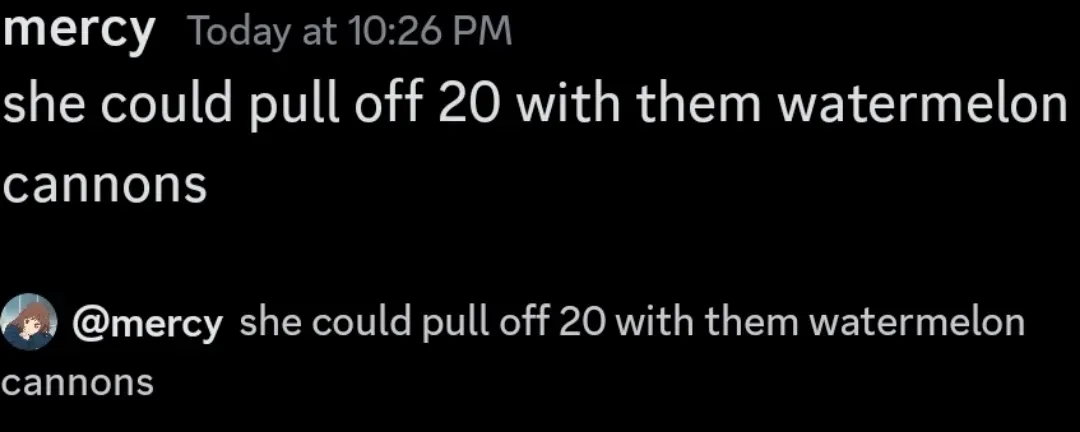 mercy Today at 10:26 PM
she could pull off 20 with them watermelon
cannons
@mercy she could pull off 20 with them watermelon
cannons